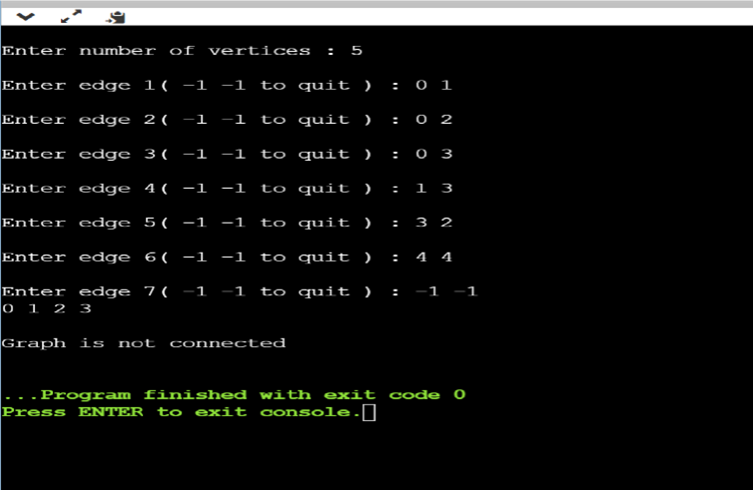 Enter number of vertices : 5
Enter edge 1( -1 -1 to quit ) : 0 1
Enter edge 2( -1 -1 to quit ) : 0 2
Enter edge 3( -1 -1 to quit ) : 0 3
Enter edge 4( -1 -1 to quit ) : 1 3
Enter edge 5( -1 -1 to quit ) : 3 2
Enter edge 6( -1 -1 to quit ) : 4 4
Enter edge 7( -1 -1 to quit ) : -1 -1
0 1 2 3
Graph is not connected
...Program finished with exit code 0
Press ENTER to exit console.